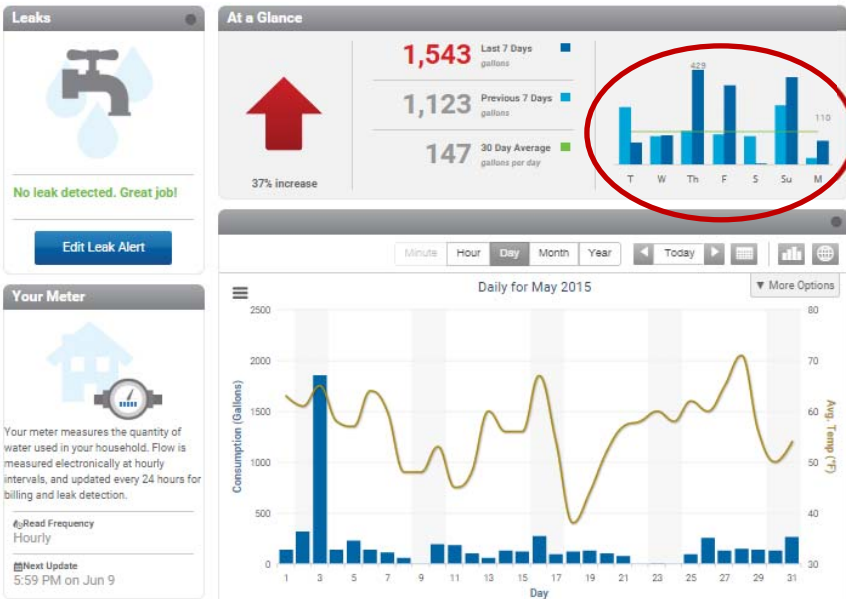 Leaks
No leak detected. Great job!
Edit Leak Alert
At a Glance
37% increase
1,543 Last 7 Days
gallons
1,123 Previous 7 Days
gallons
147 30 Day Average
gallons per day
429
110
T W Th F S Su M
Your Meter
Your meter measures the quantity of
water used in your household. Flow is
measured electronically at hourly
intervals, and updated every 24 hours for
billing and leak detection.
Read Frequency
Hourly
Next Update
5:59 PM on Jun 9
Minute Hour Day Month Year Today
Daily for May 2015
▼ More Options
Consumption (Gallons)
2500
2000
1500
1000
500
0
80
70
60
50
40
30
Avg. Temp (°F)
1 3 5 7 9 11 13 15 17 19 21 23 25 27 29 31
Day